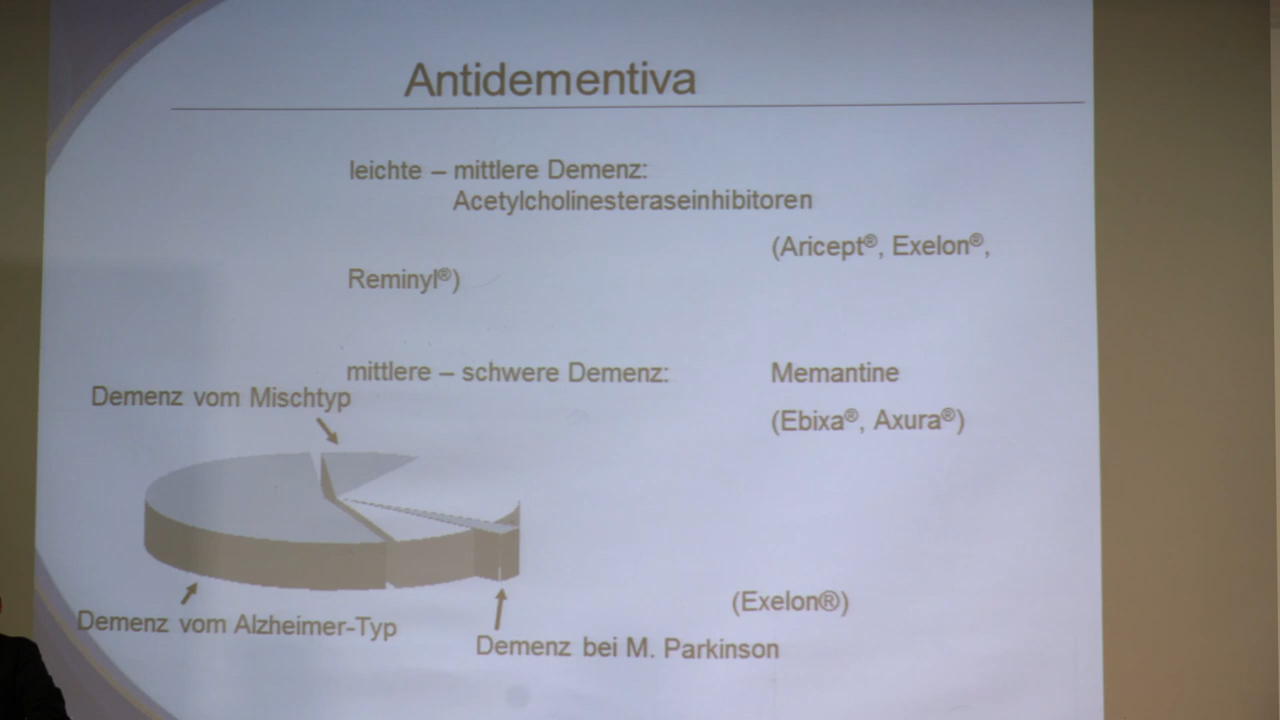 Antidementiva
leichte – mittlere Demenz:
Acetylcholinesteraseinhibitoren
(Aricept®, Exelon®,
Reminyl®)
mittlere – schwere Demenz: Memantine
(Ebixa®, Axura®)
Demenz vom Mischtyp
Demenz vom Alzheimer-Typ
(Exelon®)
Demenz bei M. Parkinson